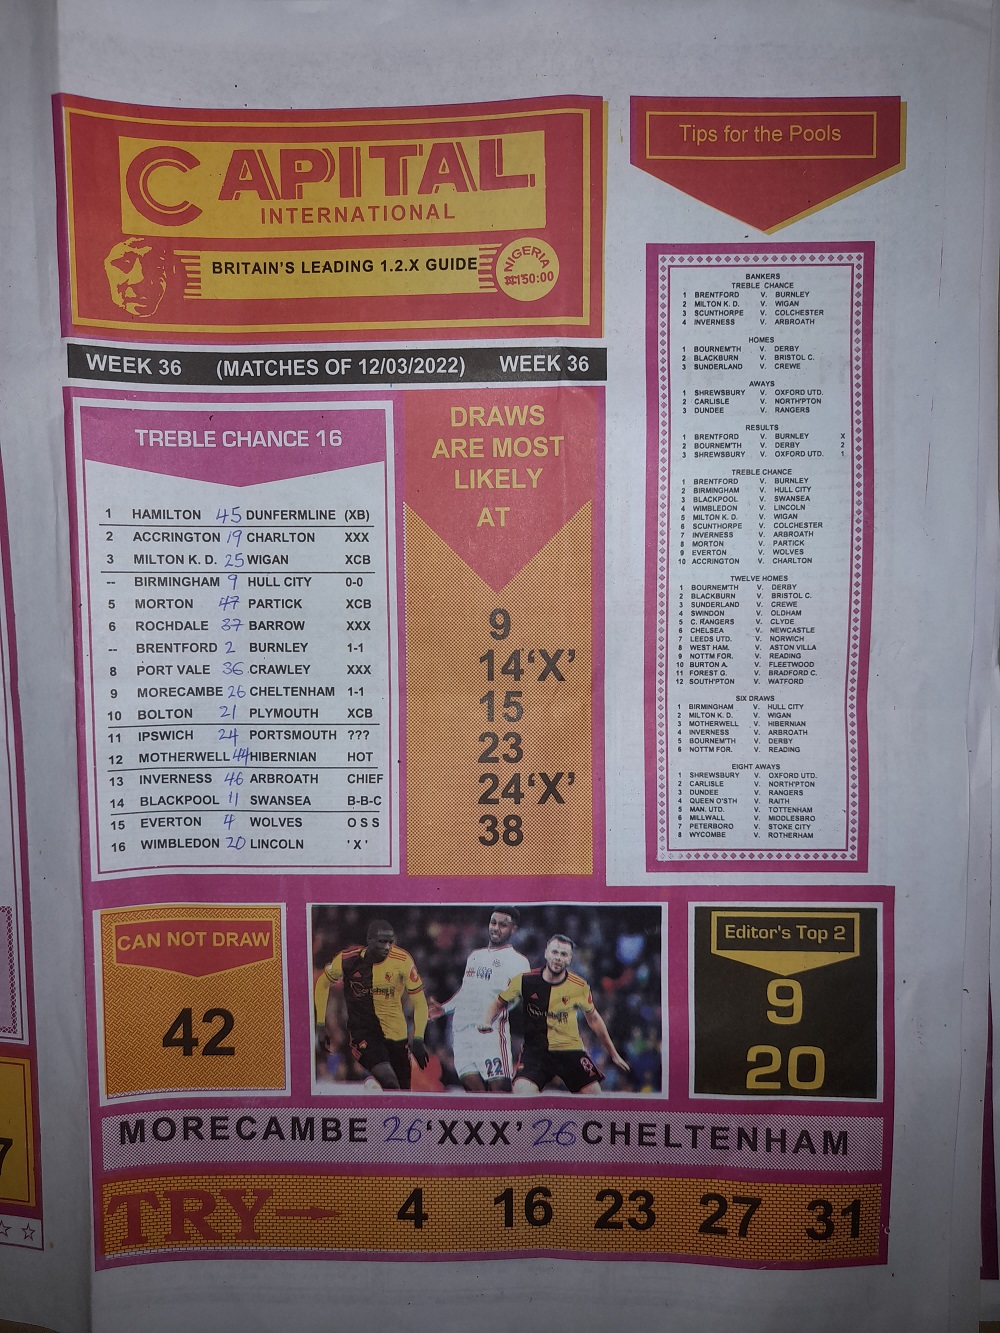 CAPITAL
INTERNATIONAL
BRITAIN'S LEADING 1.2.X GUIDE
NIGERIA
₦150:00
Tips for the Pools
WEEK 36 (MATCHES OF 12/03/2022) WEEK 36
TREBLE CHANCE 16
1 HAMILTON 45 DUNFERMLINE (XB)
2 ACCRINGTON 19 CHARLTON XXX
3 MILTON K. D. 25 WIGAN XCB
-- BIRMINGHAM 9 HULL CITY 0-0
5 MORTON 47 PARTICK XCB
6 ROCHDALE 37 BARROW XXX
-- BRENTFORD 2 BURNLEY 1-1
8 PORT VALE 36 CRAWLEY XXX
9 MORECAMBE 26 CHELTENHAM 1-1
10 BOLTON 21 PLYMOUTH XCB
11 IPSWICH 24 PORTSMOUTH ???
12 MOTHERWELL 44 HIBERNIAN HOT
13 INVERNESS 46 ARBROATH CHIEF
14 BLACKPOOL 11 SWANSEA B-B-C
15 EVERTON 4 WOLVES O S S
16 WIMBLEDON 20 LINCOLN 'X'
DRAWS
ARE MOST
LIKELY
AT
9
14'X'
15
23
24'X'
38
BANKERS
TREBLE CHANCE
1 BRENTFORD V. BURNLEY
2 MILTON K. D. V. WIGAN
3 SCUNTHORPE V. COLCHESTER
4 INVERNESS V. ARBROATH
HOMES
1 BOURNEM'TH V. DERBY
2 BLACKBURN V. BRISTOL C.
3 SUNDERLAND V. CREWE
AWAYS
1 SHREWSBURY V. OXFORD UTD.
2 CARLISLE V. NORTH'PTON
3 DUNDEE V. RANGERS
RESULTS
1 BRENTFORD V. BURNLEY X
2 BOURNEM'TH V. DERBY 2
3 SHREWSBURY V. OXFORD UTD. 1
TREBLE CHANCE
1 BRENTFORD V. BURNLEY
2 BIRMINGHAM V. HULL CITY
3 BLACKPOOL V. SWANSEA
4 WIMBLEDON V. LINCOLN
5 MILTON K. D. V. WIGAN
6 SCUNTHORPE V. COLCHESTER
7 INVERNESS V. ARBROATH
8 MORTON V. PARTICK
9 EVERTON V. WOLVES
10 ACCRINGTON V. CHARLTON
TWELVE HOMES
1 BOURNEM'TH V. DERBY
2 BLACKBURN V. BRISTOL C.
3 SUNDERLAND V. CREWE
4 SWINDON V. OLDHAM
5 C. RANGERS V. CLYDE
6 CHELSEA V. NEWCASTLE
7 LEEDS UTD. V. NORWICH
8 WEST HAM. V. ASTON VILLA
9 NOTTM FOR. V. READING
10 BURTON A. V. FLEETWOOD
11 FOREST G. V. BRADFORD C.
12 SOUTH'PTON V. WATFORD
SIX DRAWS
1 BIRMINGHAM V. HULL CITY
2 MILTON K. D. V. WIGAN
3 MOTHERWELL V. HIBERNIAN
4 INVERNESS V. ARBROATH
5 BOURNEM'TH V. DERBY
6 NOTTM FOR. V. READING
EIGHT AWAYS
1 SHREWSBURY V. OXFORD UTD.
2 CARLISLE V. NORTH'PTON
3 DUNDEE V. RANGERS
4 QUEEN O'STH V. RAITH
5 MAN. UTD. V. TOTTENHAM
6 MILLWALL V. MIDDLESBRO
7 PETERBORO V. STOKE CITY
8 WYCOMBE V. ROTHERHAM
CAN NOT DRAW
42
22
Editor's Top 2
9
20
MORECAMBE 26 'XXX' 26 CHELTENHAM
TRY 4 16 23 27 31
7